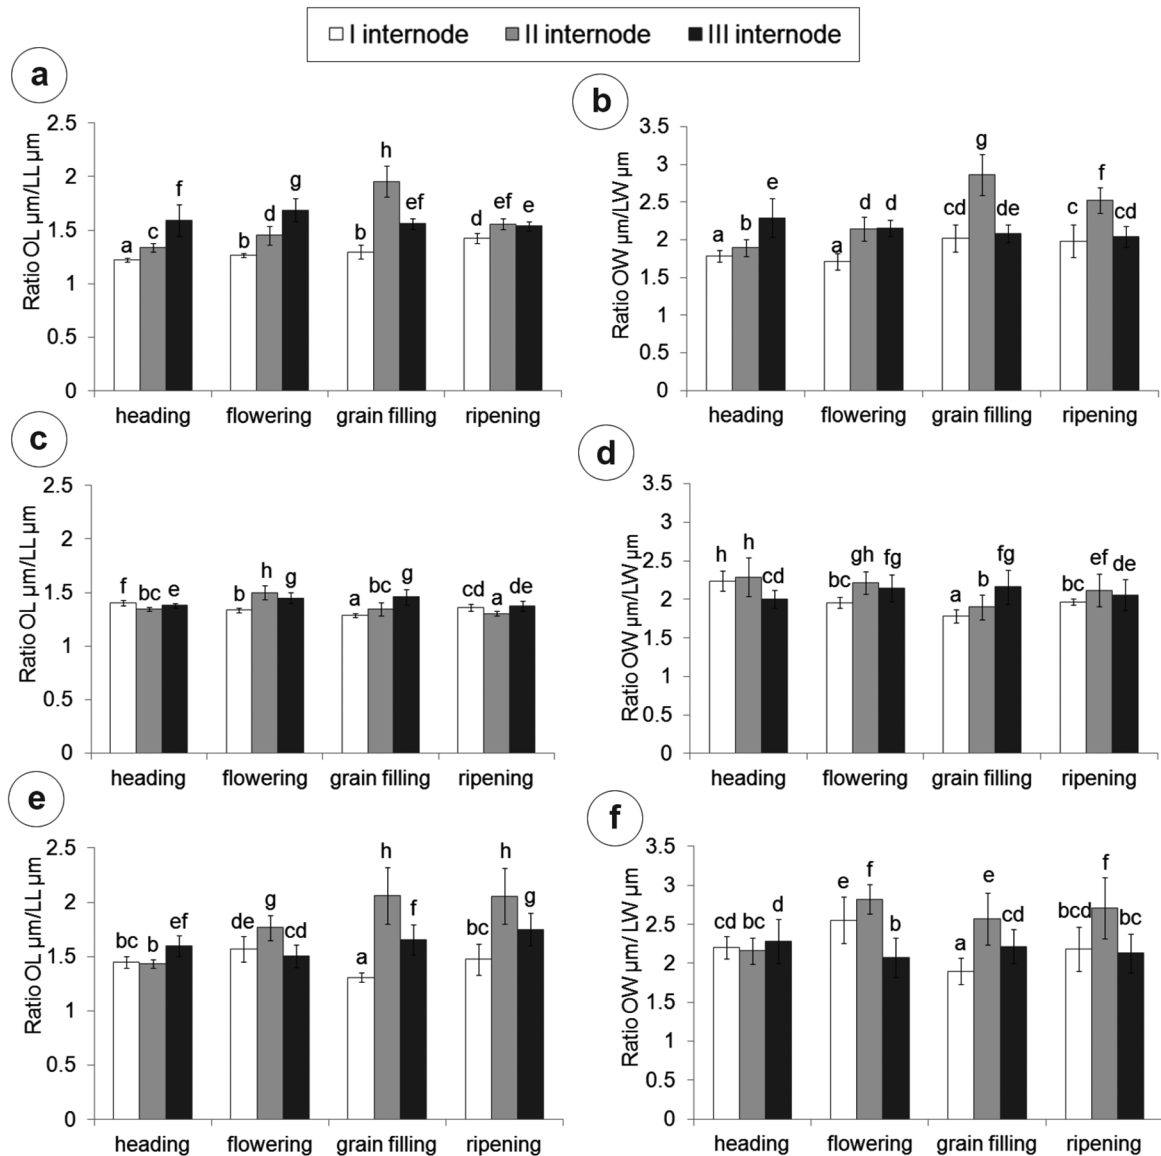 I internode II internode III internode
a
Ratio OL µm/LL µm
2.5
2
1.5
1
0.5
0
a c f b d g b h ef d ef e
heading flowering grain filling ripening
b
Ratio OW µm/LW µm
3.5
3
2.5
2
1.5
1
0.5
0
a b e a d d cd g de c f cd
heading flowering grain filling ripening
c
Ratio OL µm/LL µm
2.5
2
1.5
1
0.5
0
f bc e b h g a bc g cd a de
heading flowering grain filling ripening
d
Ratio OW µm/LW µm
3.5
3
2.5
2
1.5
1
0.5
0
h h cd bc gh fg a b fg bc ef de
heading flowering grain filling ripening
e
Ratio OL µm/LL µm
2.5
2
1.5
1
0.5
0
bc b ef de g cd a h f bc h g
heading flowering grain filling ripening
f
Ratio OW µm/ LW µm
3.5
3
2.5
2
1.5
1
0.5
0
cd bc d e f b a e cd bcd f bc
heading flowering grain filling ripening